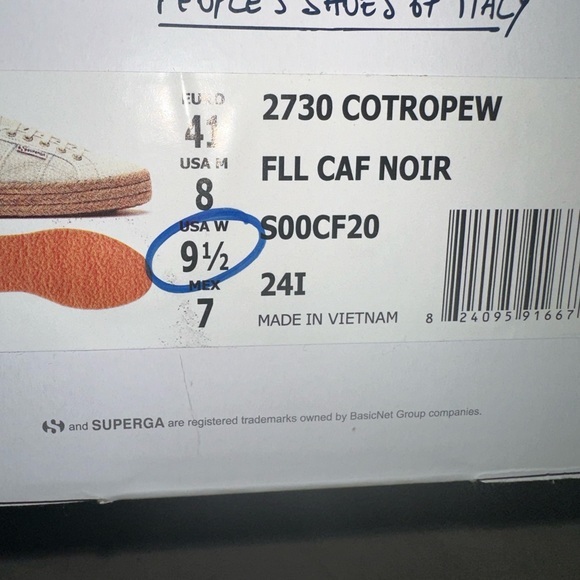 PEOPLE'S SHOES OF ITALY
EURO
41
USA M
8
USA W
9½
MEX
7
2730 COTROPEW
FLL CAF NOIR
S00CF20
24I
MADE IN VIETNAM
8 24095 91667
and SUPERGA are registered trademarks owned by BasicNet Group companies.